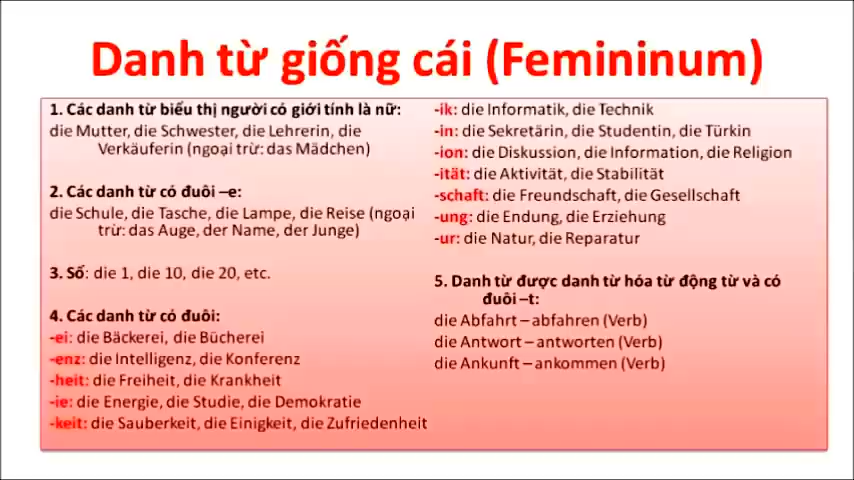 Danh từ giống cái (Femininum)
1. Các danh từ biểu thị người có giới tính là nữ:
die Mutter, die Schwester, die Lehrerin, die
Verkäuferin (ngoại trừ: das Mädchen)
2. Các danh từ có đuôi –e:
die Schule, die Tasche, die Lampe, die Reise (ngoại
trừ: das Auge, der Name, der Junge)
3. Số: die 1, die 10, die 20, etc.
4. Các danh từ có đuôi:
-ei: die Bäckerei, die Bücherei
-enz: die Intelligenz, die Konferenz
-heit: die Freiheit, die Krankheit
-ie: die Energie, die Studie, die Demokratie
-keit: die Sauberkeit, die Einigkeit, die Zufriedenheit
-ik: die Informatik, die Technik
-in: die Sekretärin, die Studentin, die Türkin
-ion: die Diskussion, die Information, die Religion
-ität: die Aktivität, die Stabilität
-schaft: die Freundschaft, die Gesellschaft
-ung: die Endung, die Erziehung
-ur: die Natur, die Reparatur
5. Danh từ được danh từ hóa từ động từ và có
đuôi –t:
die Abfahrt – abfahren (Verb)
die Antwort – antworten (Verb)
die Ankunft – ankommen (Verb)